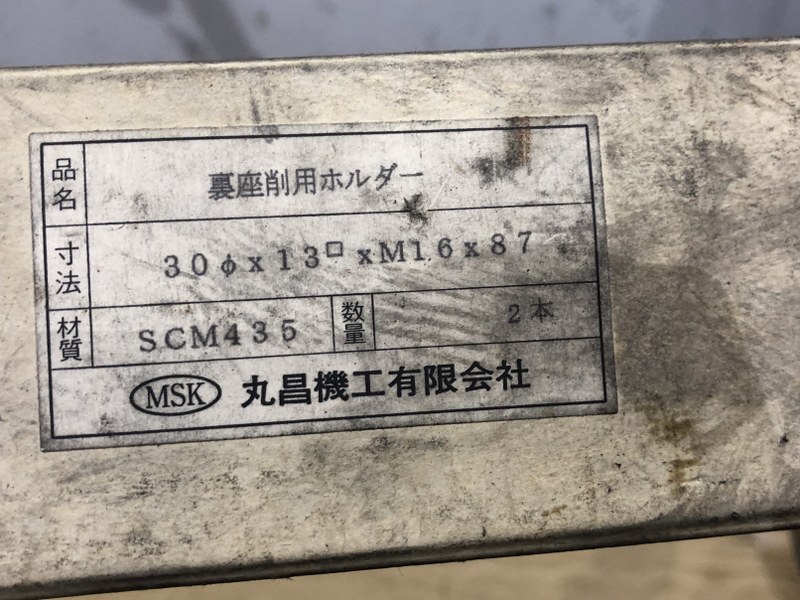 品名 裏座削用ホルダー
寸法 30φx13□xM16x87
材質 SCM435 数量 2本
MSK 丸昌機工有限会社